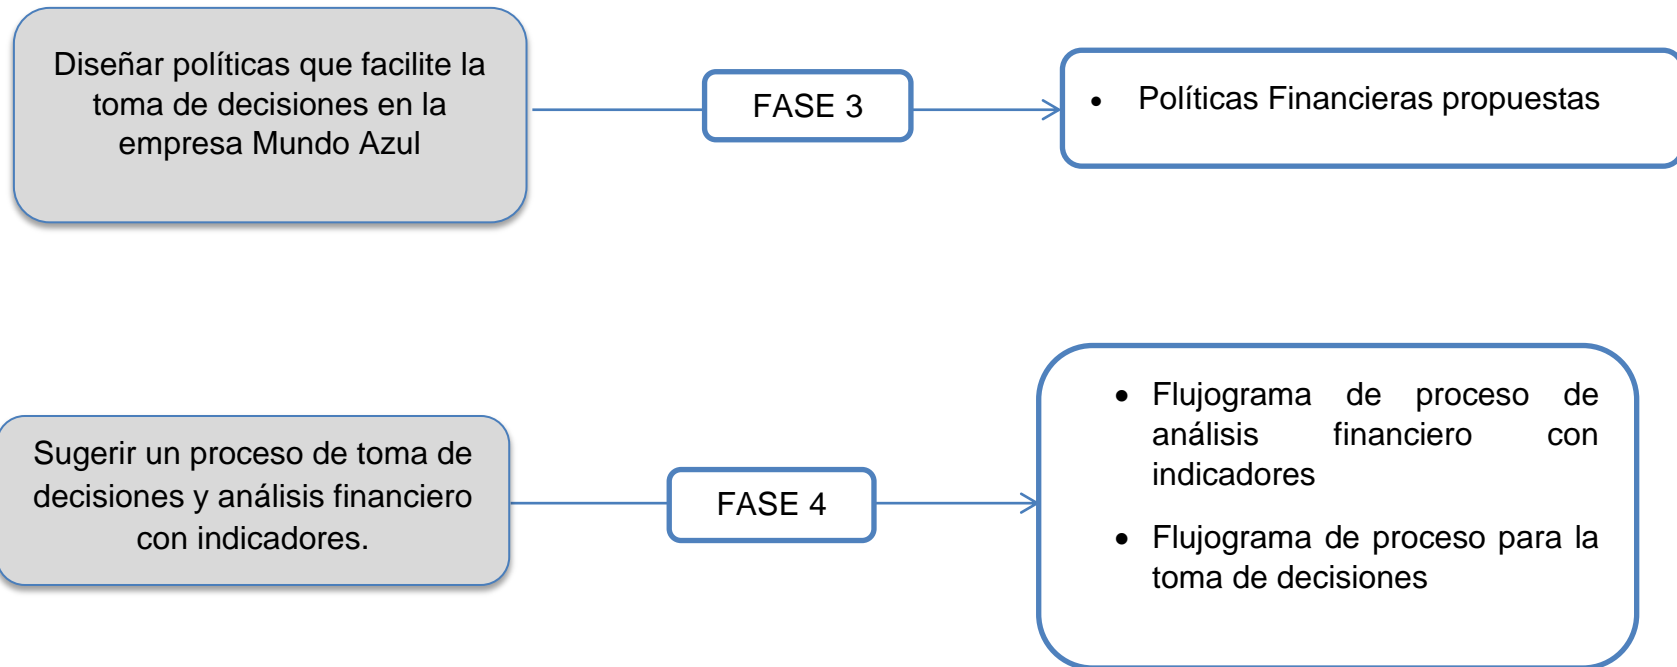 Diseñar políticas que facilite la
toma de decisiones en la
empresa Mundo Azul
FASE 3
• Políticas Financieras propuestas
Sugerir un proceso de toma de
decisiones y análisis financiero
con indicadores.
FASE 4
• Flujograma de proceso de
análisis financiero con
indicadores
• Flujograma de proceso para la
toma de decisiones